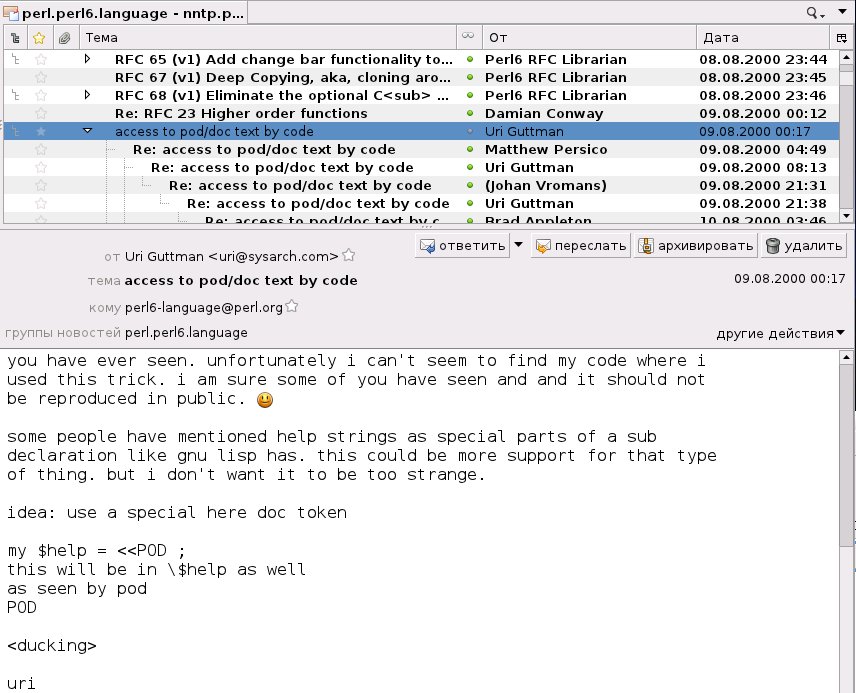 perl.perl6.language - nntp.p...
Тема От Дата
RFC 65 (v1) Add change bar functionality to... Perl6 RFC Librarian 08.08.2000 23:44
RFC 67 (v1) Deep Copying, aka, cloning aro... Perl6 RFC Librarian 08.08.2000 23:45
RFC 68 (v1) Eliminate the optional C<sub> ... Perl6 RFC Librarian 08.08.2000 23:46
Re: RFC 23 Higher order functions Damian Conway 09.08.2000 00:12
access to pod/doc text by code Uri Guttman 09.08.2000 00:17
Re: access to pod/doc text by code Matthew Persico 09.08.2000 04:49
Re: access to pod/doc text by code Uri Guttman 09.08.2000 08:13
Re: access to pod/doc text by code (Johan Vromans) 09.08.2000 21:31
Re: access to pod/doc text by code Uri Guttman 09.08.2000 21:38
Re: access to pod/doc text by c... Brad Appleton 10.08.2000 03:46
ответить переслать архивировать удалить
от Uri Guttman <uri@sysarch.com>
тема access to pod/doc text by code 09.08.2000 00:17
кому perl6-language@perl.org
группы новостей perl.perl6.language другие действия
you have ever seen. unfortunately i can't seem to find my code where i
used this trick. i am sure some of you have seen and and it should not
be reproduced in public.
some people have mentioned help strings as special parts of a sub
declaration like gnu lisp has. this could be more support for that type
of thing. but i don't want it to be too strange.
idea: use a special here doc token
my $help = <<POD ;
this will be in \$help as well
as seen by pod
POD
<ducking>
uri